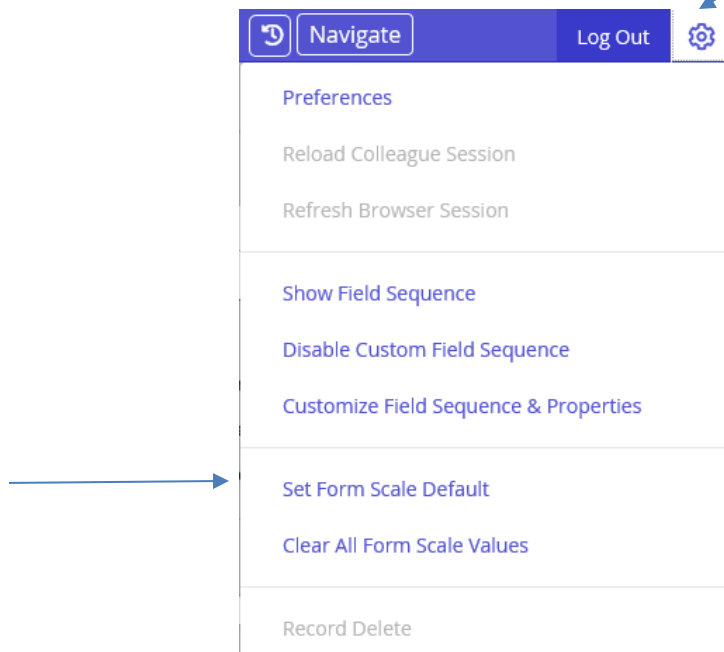 Navigate Log Out
Preferences
Reload Colleague Session
Refresh Browser Session
Show Field Sequence
Disable Custom Field Sequence
Customize Field Sequence & Properties
Set Form Scale Default
Clear All Form Scale Values
Record Delete